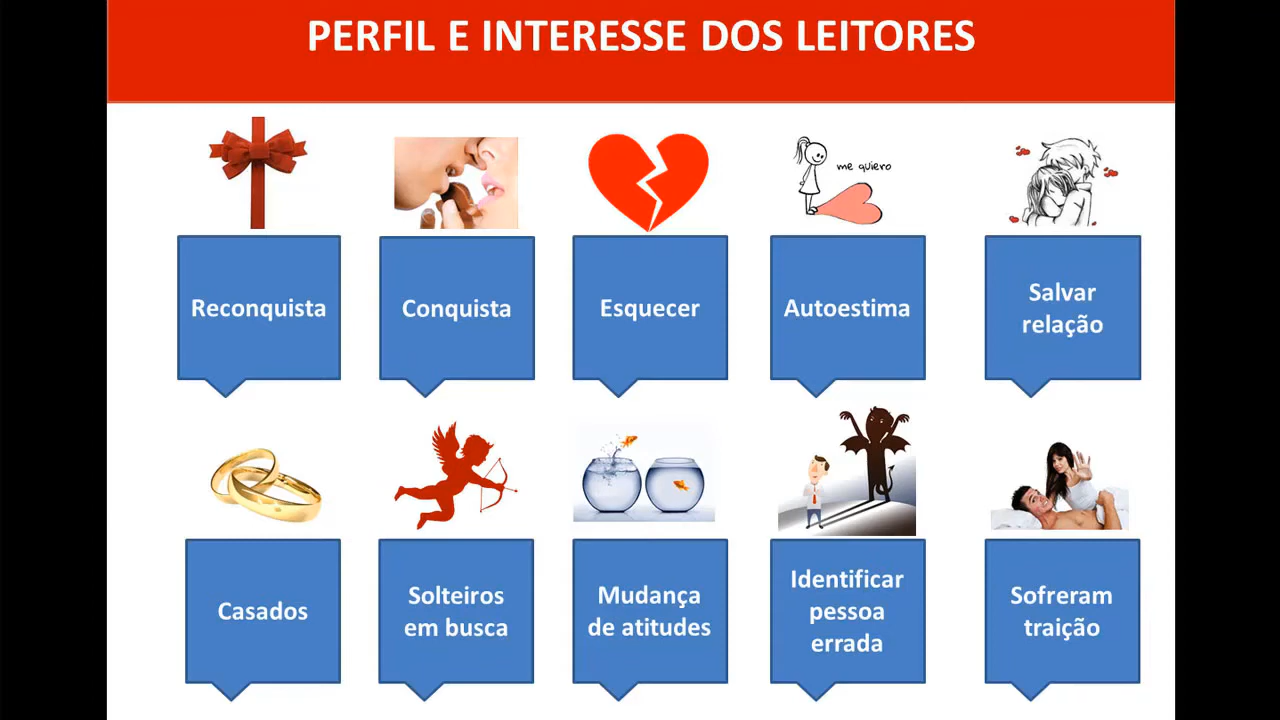 PERFIL E INTERESSE DOS LEITORES
me quiero
Reconquista
Conquista
Esquecer
Autoestima
Salvar
relação
Casados
Solteiros
em busca
Mudança
de atitudes
Identificar
pessoa
errada
Sofreram
traição